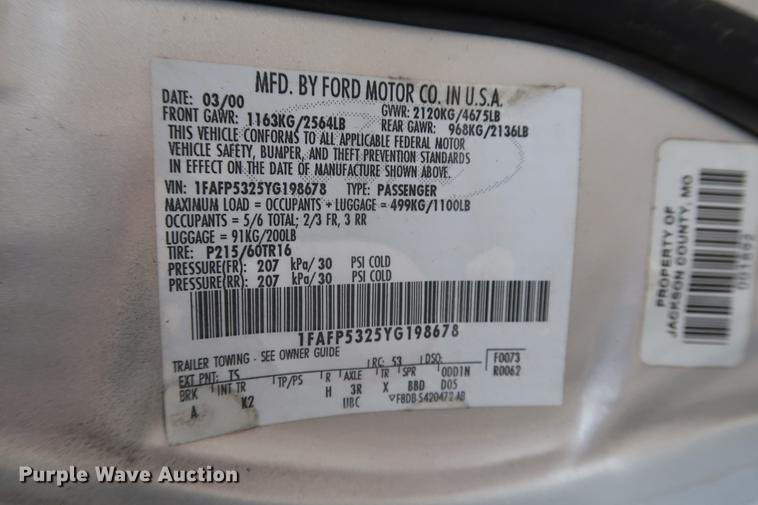 MFD. BY FORD MOTOR CO. IN U.S.A.
DATE: 03/00 GVWR: 2120KG/4675LB
FRONT GAWR: 1163KG/2564LB REAR GAWR: 968KG/2136LB
THIS VEHICLE CONFORMS TO ALL APPLICABLE FEDERAL MOTOR
VEHICLE SAFETY, BUMPER, AND THEFT PREVENTION STANDARDS
IN EFFECT ON THE DATE OF MANUFACTURE SHOWN ABOVE.
VIN: 1FAFP5325YG198678 TYPE: PASSENGER
MAXIMUM LOAD = OCCUPANTS + LUGGAGE = 499KG/1100LB
OCCUPANTS = 5/6 TOTAL; 2/3 FR, 3 RR
LUGGAGE = 91KG/200LB
TIRE: P215/60TR16
PRESSURE(FR): 207 kPa/30 PSI COLD
PRESSURE(RR): 207 kPa/30 PSI COLD
1FAFP5325YG198678
TRAILER TOWING - SEE OWNER GUIDE
EXT PNT: TS RC: 53 DSO: F0073
BRK INT TR TP/PS R AXLE TR SPR ODD1N R0062
A K2 H 3R X BBD DO5
UBC F8DB-5420472-AB
PROPERTY OF
JACKSON COUNTY, MO
001892
Purple Wave Auction